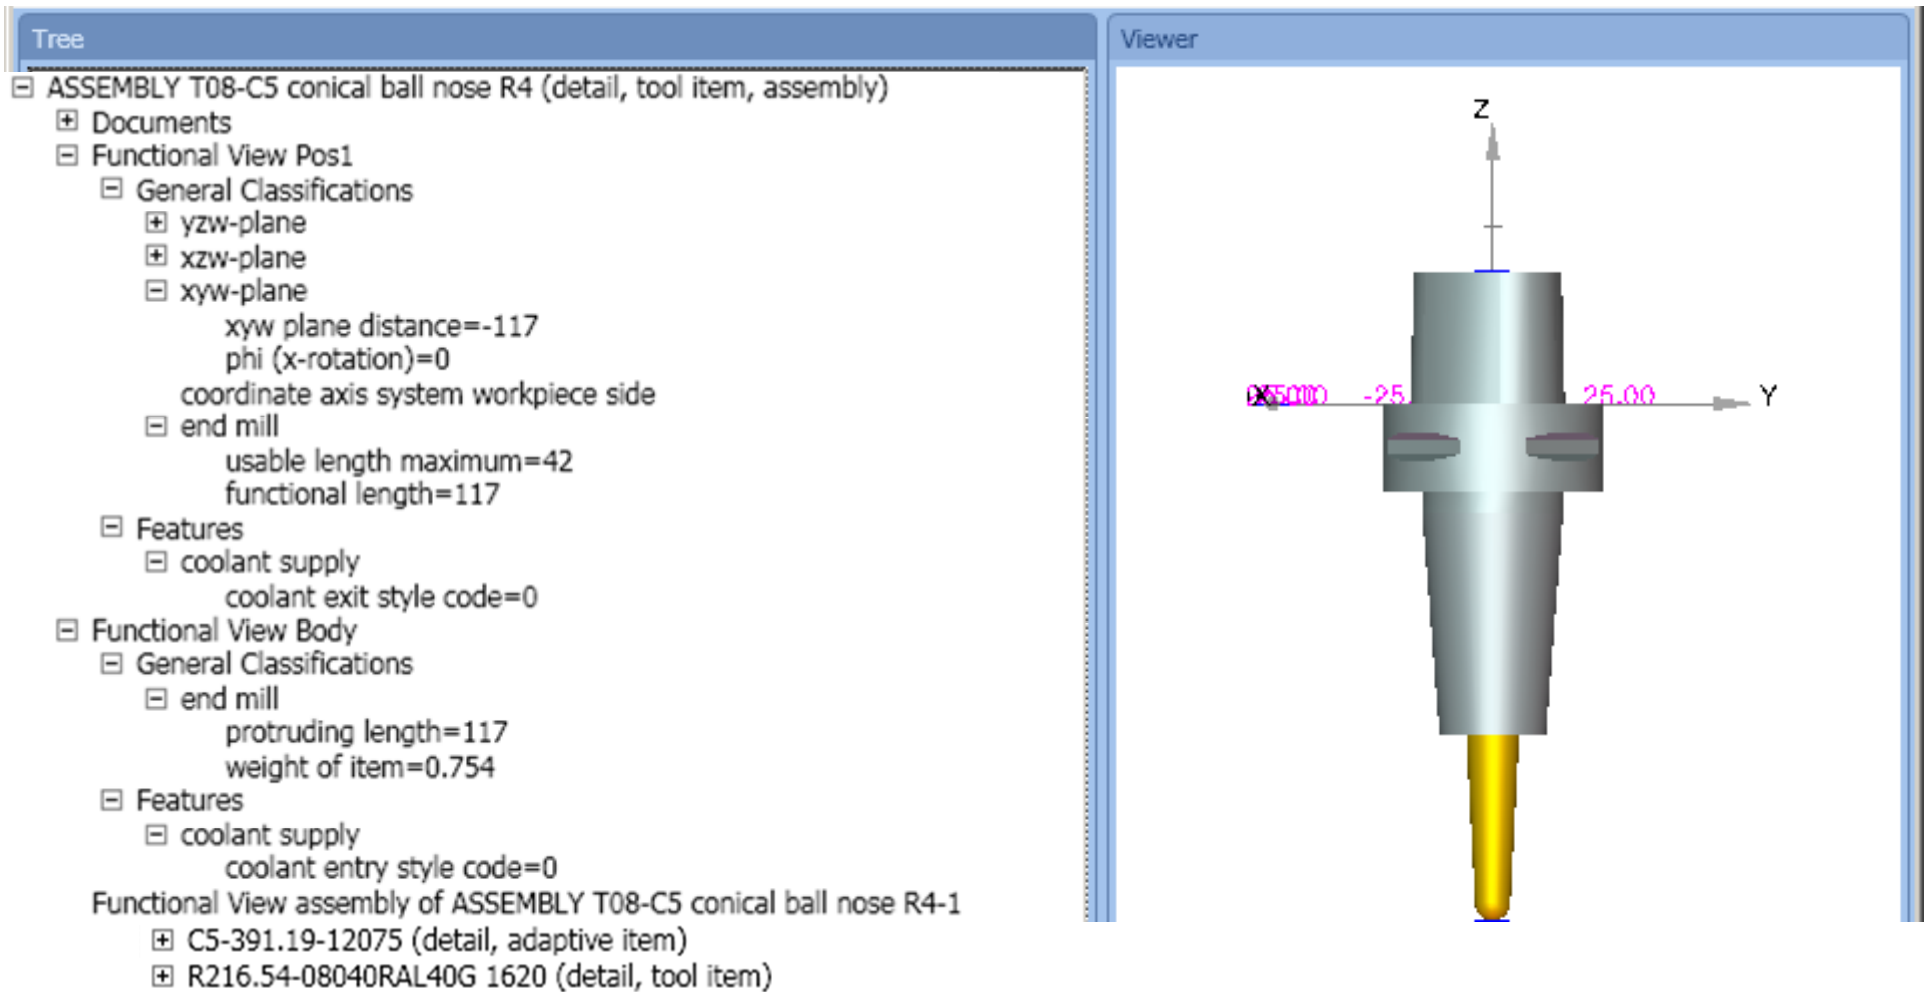 Tree
ASSEMBLY T08-C5 conical ball nose R4 (detail, tool item, assembly)
Documents
Functional View Pos1
General Classifications
yzw-plane
xzw-plane
xyw-plane
xyw plane distance=-117
phi (x-rotation)=0
coordinate axis system workpiece side
end mill
usable length maximum=42
functional length=117
Features
coolant supply
coolant exit style code=0
Functional View Body
General Classifications
end mill
protruding length=117
weight of item=0.754
Features
coolant supply
coolant entry style code=0
Functional View assembly of ASSEMBLY T08-C5 conical ball nose R4-1
C5-391.19-12075 (detail, adaptive item)
R216.54-08040RAL40G 1620 (detail, tool item)
Viewer
Z
X -25. 25.00 Y